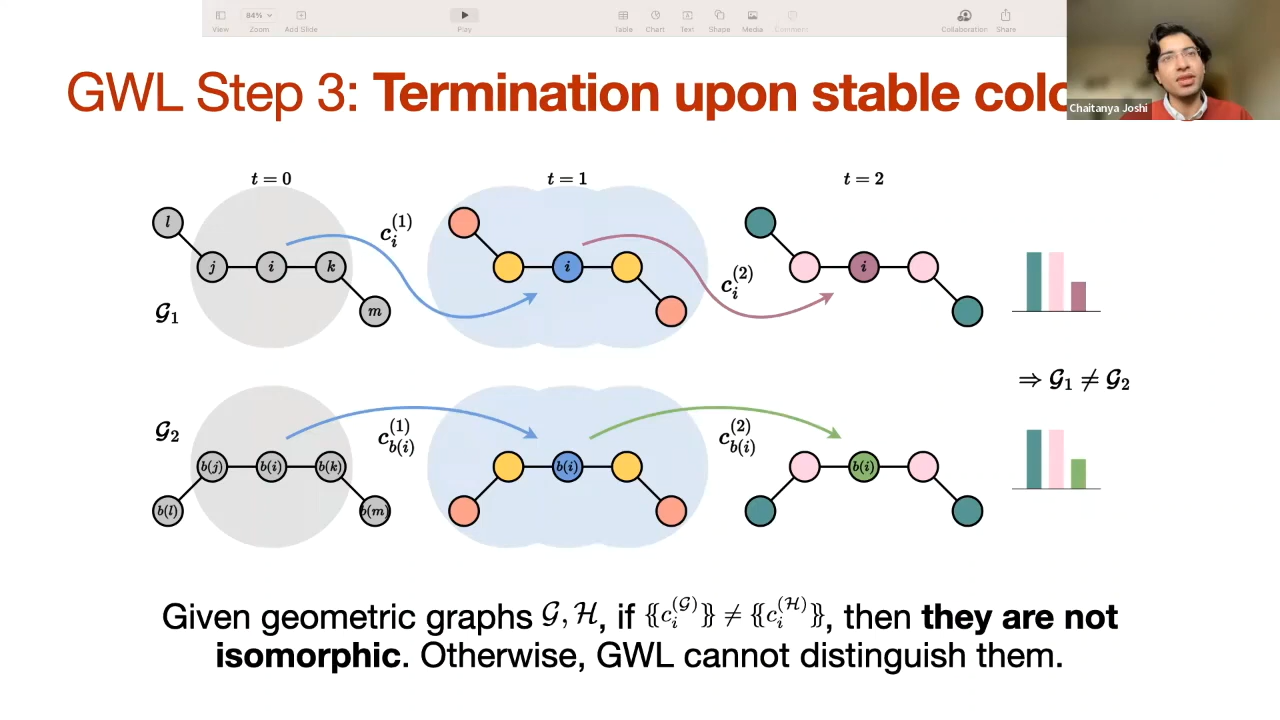 84%
View Zoom Add Slide Play Table Chart Text Shape Media Comment Collaboration Share
Chaitanya Joshi
GWL Step 3: Termination upon stable colo
t = 0 t = 1 t = 2
l j i k m
𝒢₁
c_i^{(1)}
i
c_i^{(2)}
i
⇒ 𝒢₁ ≠ 𝒢₂
𝒢₂
b(j) b(i) b(k)
b(l) b(m)
c_{b(i)}^{(1)}
b(i)
c_{b(i)}^{(2)}
b(i)
Given geometric graphs 𝒢, ℋ, if {{c_i^{(𝒢)}}} ≠ {{c_i^{(ℋ)}}}, then they are not
isomorphic. Otherwise, GWL cannot distinguish them.